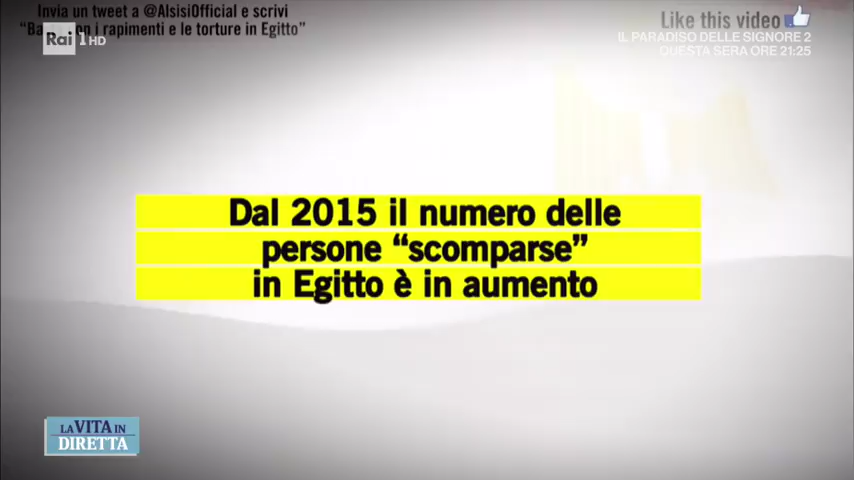 Invia un tweet a @AlsisiOfficial e scrivi
i rapimenti e le torture in Egitto”
Rai 1 HD
Like this video
IL PARADISO DELLE SIGNORE 2
QUESTA SERA ORE 21:25
Dal 2015 il numero delle
persone “scomparse”
in Egitto è in aumento
LA VITA IN
DIRETTA